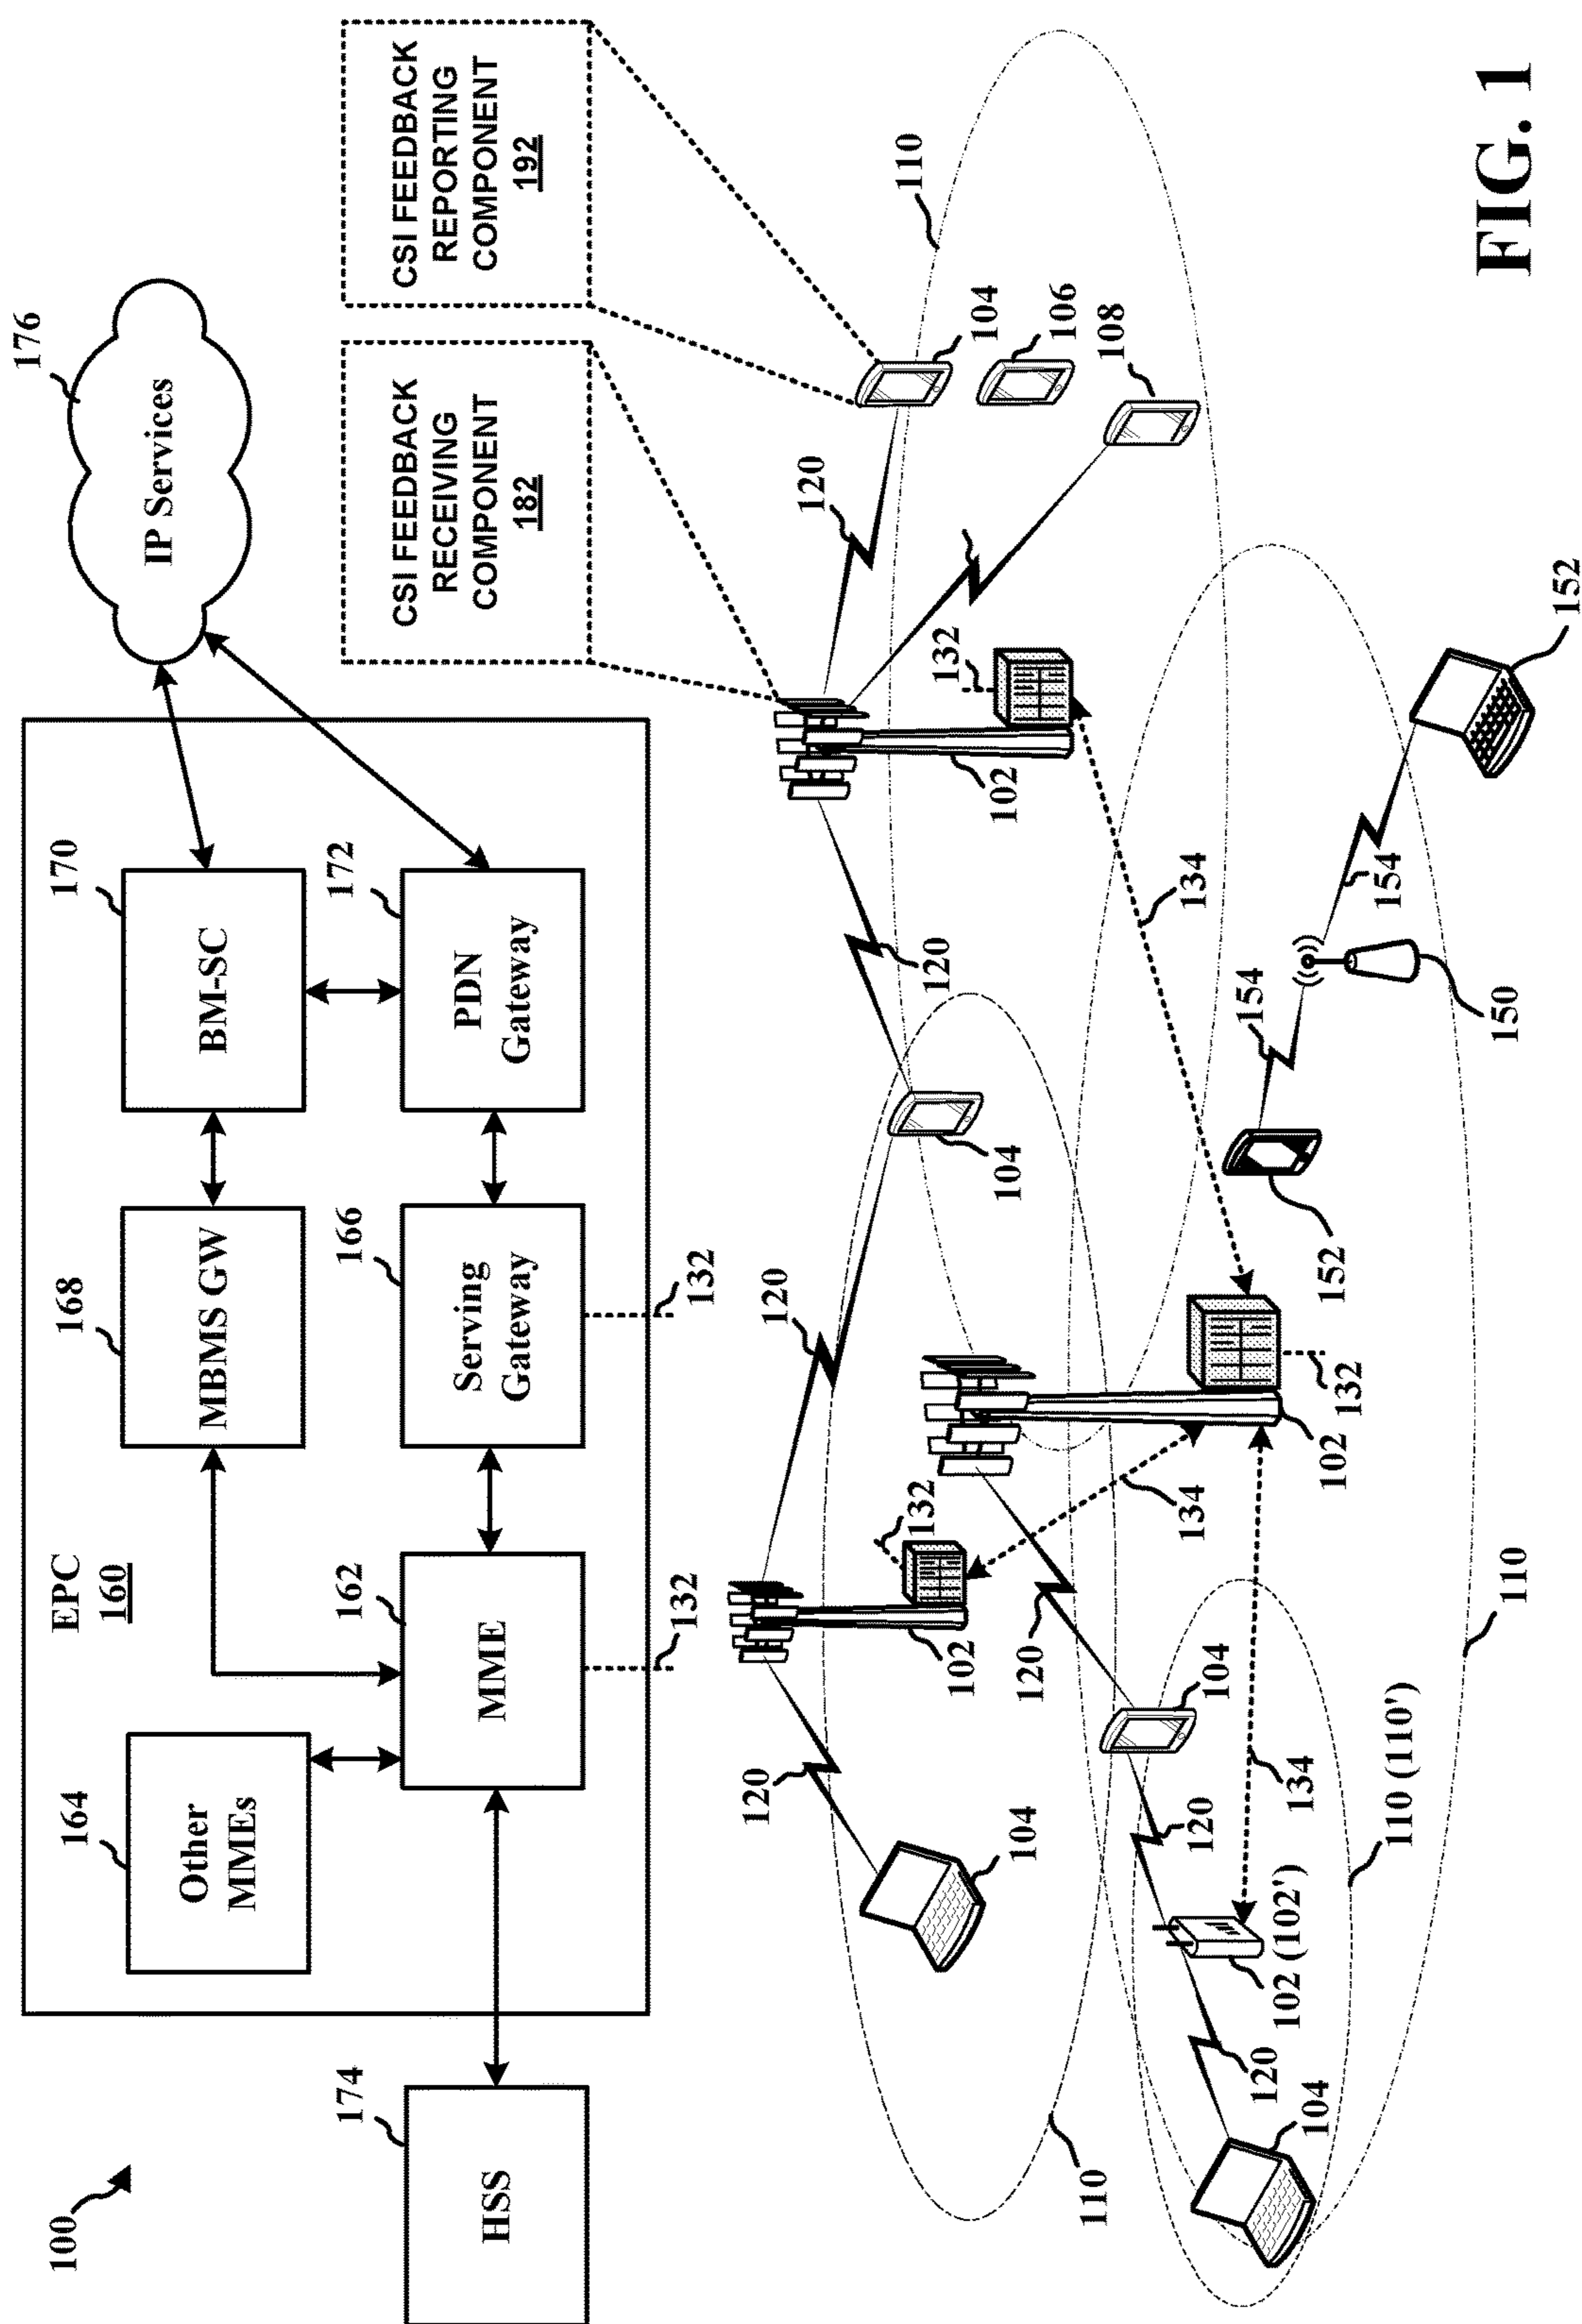 100
HSS
174
EPC
160
Other
MMEs
164
MME
162
132
MBMS GW
168
Serving
Gateway
166
132
BM-SC
170
PDN
Gateway
172
IP Services
176
CSI FEEDBACK
RECEIVING
COMPONENT
182
CSI FEEDBACK
REPORTING
COMPONENT
192
110
104
120
102
132
120
104
120
102
132
120
104
106
108
110
134
120
104
120
102 (102')
120
104
134
110 (110')
134
102
132
110
152
154
150
154
152
FIG. 1